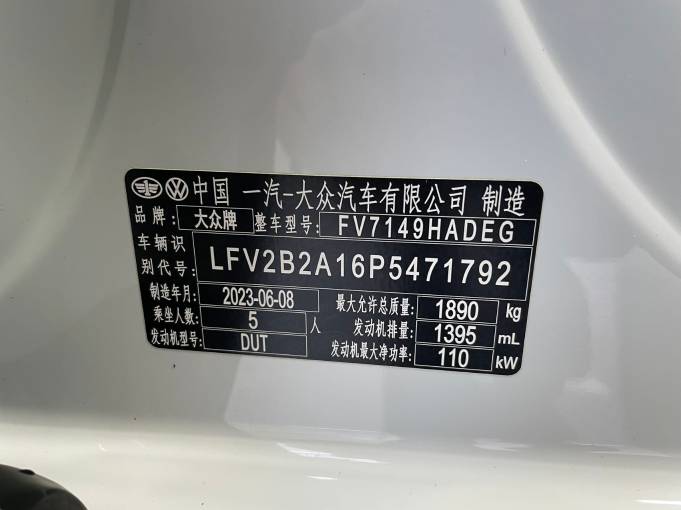 中国 一汽-大众汽车有限公司 制造
品牌: 大众牌 整车型号: FV7149HADEG
车辆识别代号: LFV2B2A16P5471792
制造年月: 2023-06-08 最大允许总质量: 1890 kg
乘坐人数: 5 人 发动机排量: 1395 mL
发动机型号: DUT 发动机最大净功率: 110 kW